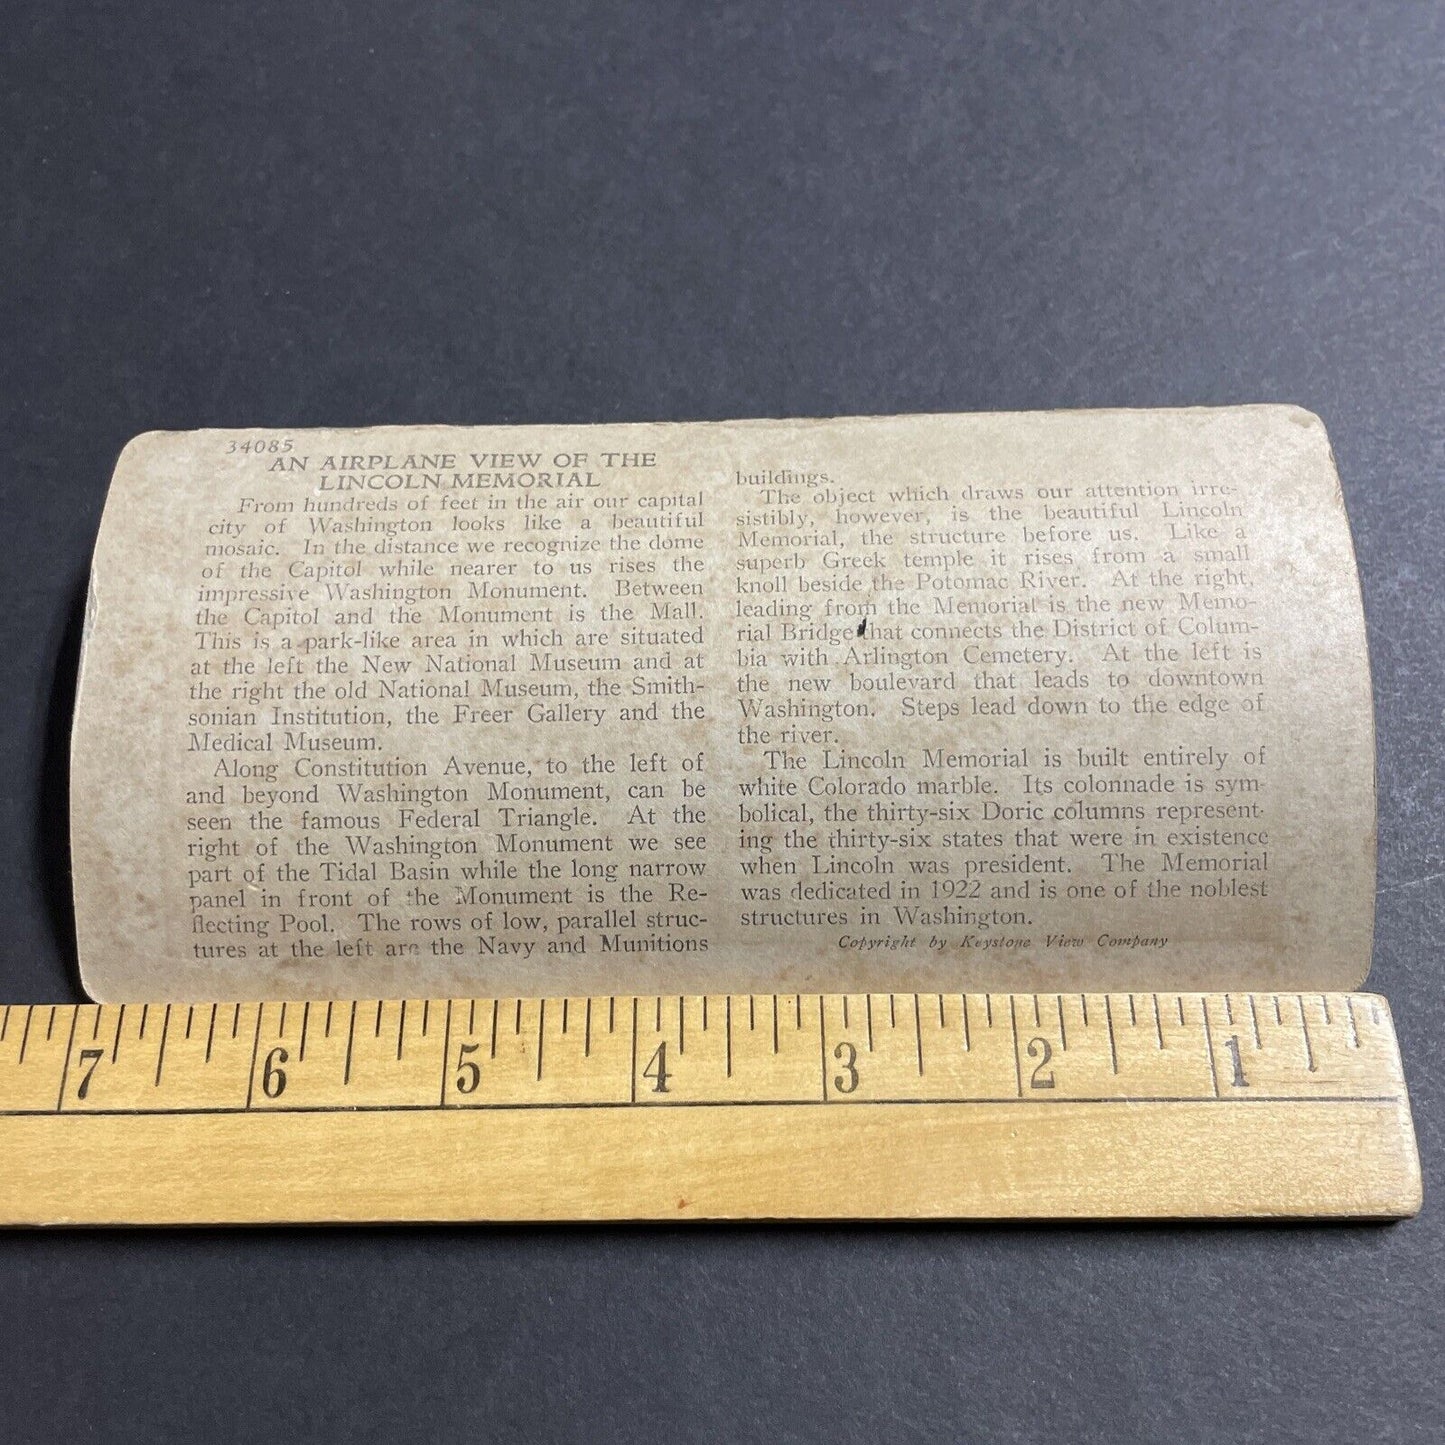 34085
AN AIRPLANE VIEW OF THE
LINCOLN MEMORIAL
From hundreds of feet in the air our capital
city of Washington looks like a beautiful
mosaic. In the distance we recognize the dome
of the Capitol while nearer to us rises the
impressive Washington Monument. Between
the Capitol and the Monument is the Mall.
This is a park-like area in which are situated
at the left the New National Museum and at
the right the old National Museum, the Smith-
sonian Institution, the Freer Gallery and the
Medical Museum.
Along Constitution Avenue, to the left of
and beyond Washington Monument, can be
seen the famous Federal Triangle. At the
right of the Washington Monument we see
part of the Tidal Basin while the long narrow
panel in front of the Monument is the Re-
flecting Pool. The rows of low, parallel struc-
tures at the left are the Navy and Munitions
buildings.
The object which draws our attention irre-
sistibly, however, is the beautiful Lincoln
Memorial, the structure before us. Like a
superb Greek temple it rises from a small
knoll beside the Potomac River. At the right,
leading from the Memorial is the new Memo-
rial Bridge that connects the District of Colum-
bia with Arlington Cemetery. At the left is
the new boulevard that leads to downtown
Washington. Steps lead down to the edge of
the river.
The Lincoln Memorial is built entirely of
white Colorado marble. Its colonnade is sym-
bolical, the thirty-six Doric columns represent-
ing the thirty-six states that were in existence
when Lincoln was president. The Memorial
was dedicated in 1922 and is one of the noblest
structures in Washington.
Copyright by Keystone View Company
7 6 5 4 3 2 1